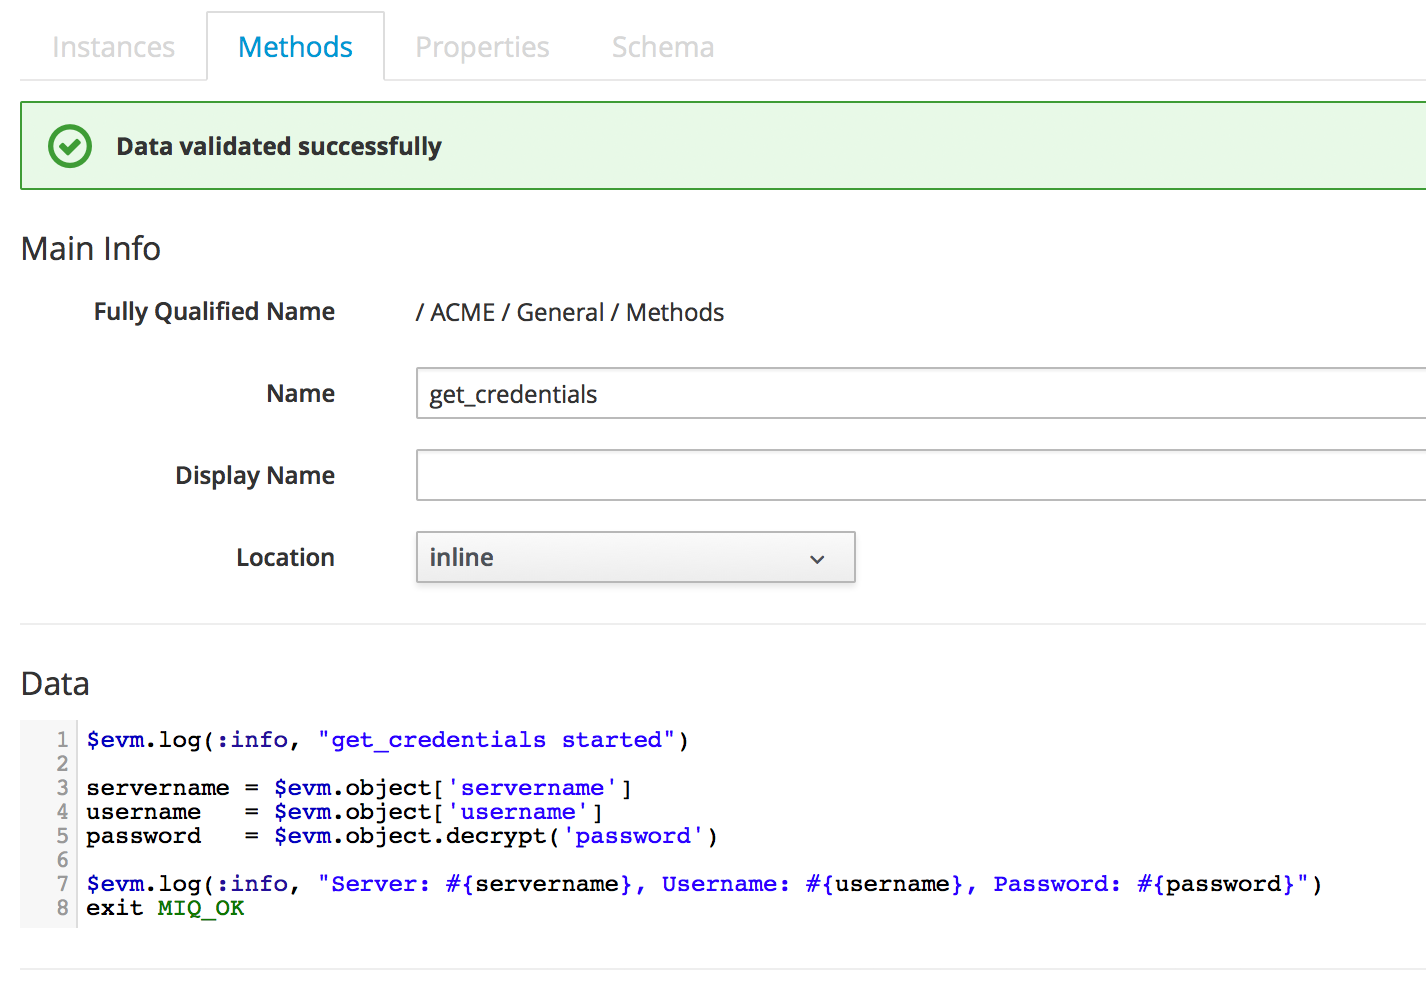 Instances Methods Properties Schema
Data validated successfully
Main Info
Fully Qualified Name / ACME / General / Methods
Name get_credentials
Display Name
Location inline
Data
1 $evm.log(:info, "get_credentials started")
2
3 servername = $evm.object['servername']
4 username   = $evm.object['username']
5 password   = $evm.object.decrypt('password')
6
7 $evm.log(:info, "Server: #{servername}, Username: #{username}, Password: #{password}")
8 exit MIQ_OK